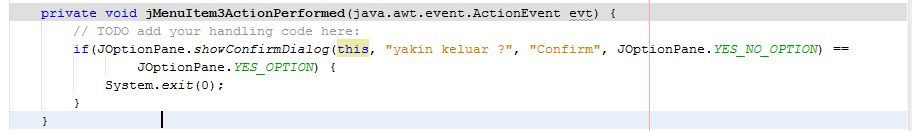 private void jMenuItem3ActionPerformed(java.awt.event.ActionEvent evt) {
// TODO add your handling code here:
if(JOptionPane.showConfirmDialog(this, "yakin keluar ?", "Confirm", JOptionPane.YES_NO_OPTION) ==
JOptionPane.YES_OPTION) {
System.exit(0);
}
}